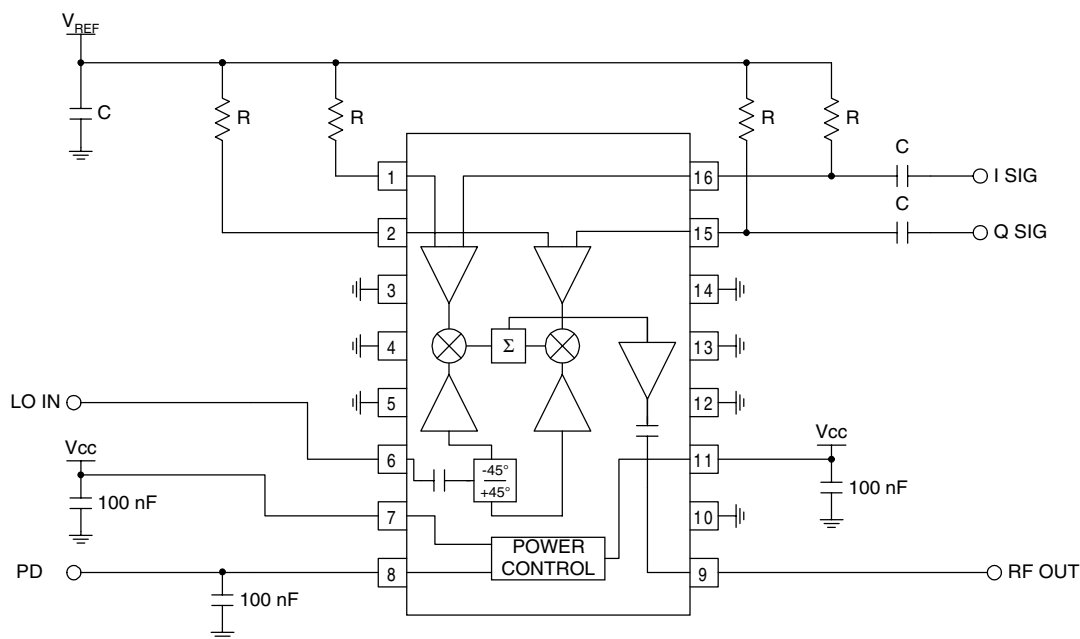 VREF
C
R
R
R
R
C
I SIG
C
Q SIG
1
16
2
15
3
14
4
Σ
13
LO IN
5
12
Vcc
6
-45°
+45°
11
Vcc
100 nF
7
10
100 nF
POWER
CONTROL
PD
8
9
RF OUT
100 nF